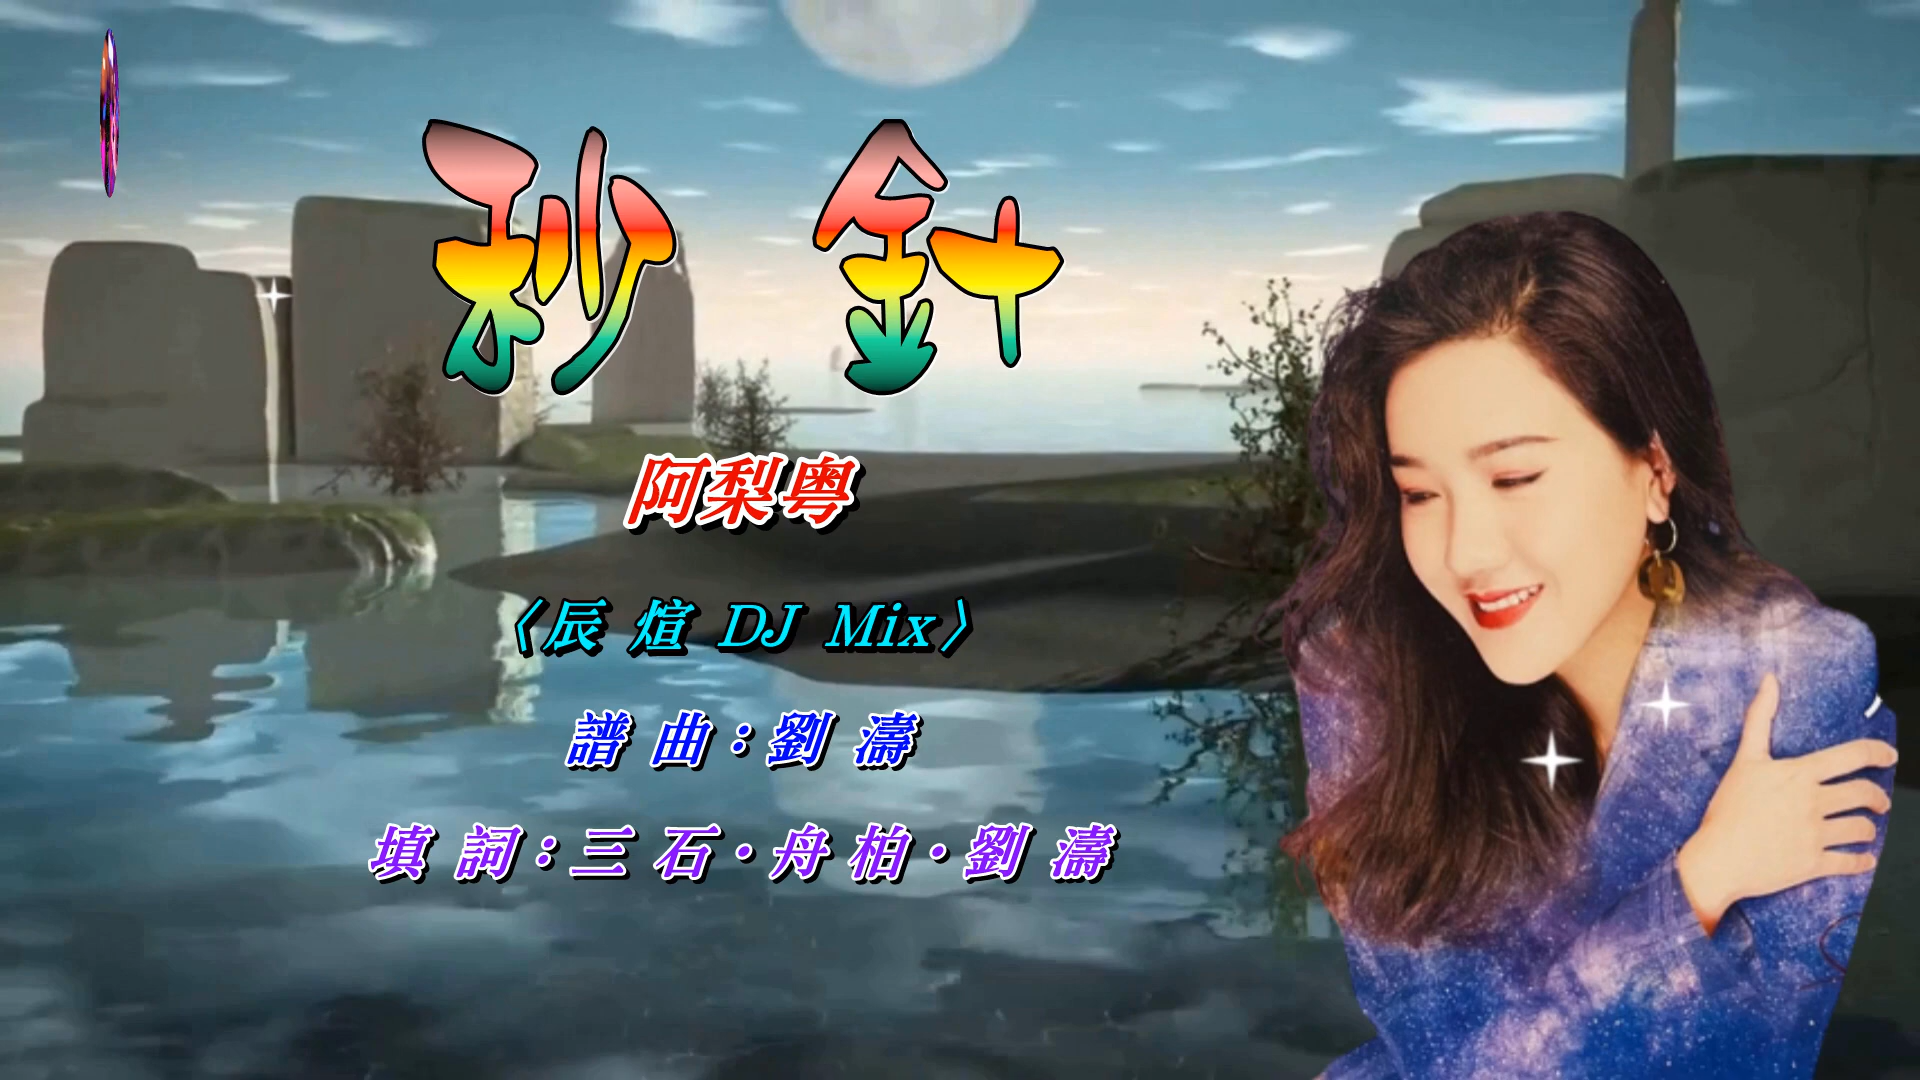 秒 針
阿梨粵
〈辰 煊 DJ Mix〉
譜 曲：劉 濤
填 詞：三 石·舟 柏·劉 濤